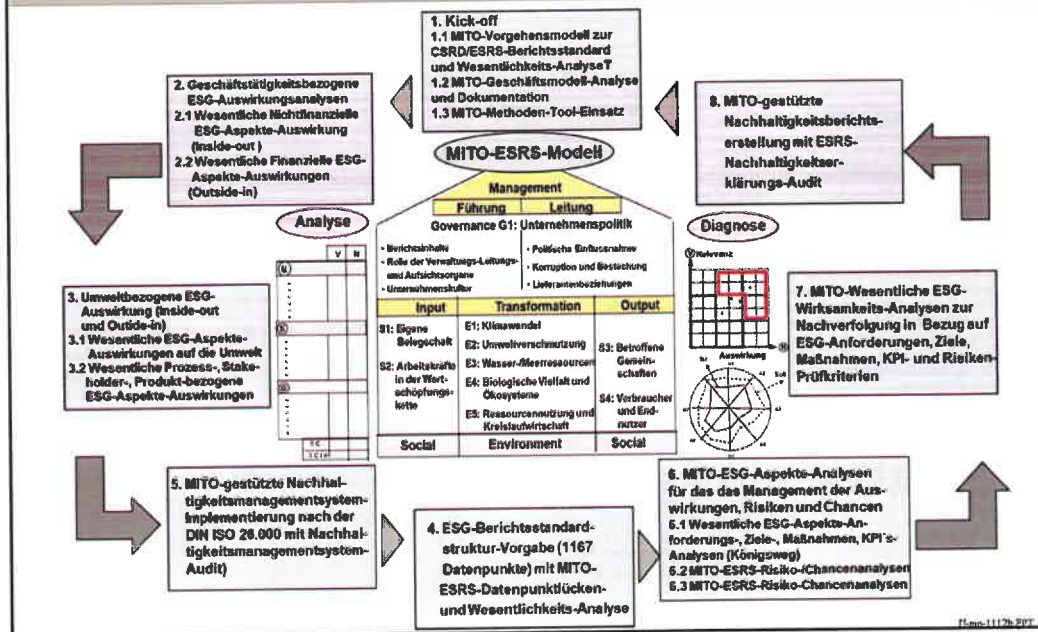 1. Kick-off
1.1 MITO-Vorgehensmodell zur
CSRD/ESRS-Berichtsstandard
und Wesentlichkeits-AnalyseT
1.2 MITO-Geschäftsmodell-Analyse
und Dokumentation
1.3 MITO-Methoden-Tool-Einsatz
2. Geschäftstätigkeitsbezogene
ESG-Auswirkungsanalysen
2.1 Wesentliche Nichtfinanzielle
ESG-Aspekte-Auswirkung
(Inside-out )
2.2 Wesentliche Finanzielle ESG-
Aspekte-Auswirkungen
(Outside-in)
8. MITO-gestützte
Nachhaltigkeitsberichts-
erstellung mit ESRS-
Nachhaltigkeitser-
klärungs-Audit
MITO-ESRS-Modell
Management
Führung Leitung
Governance G1: Unternehmenspolitik
• Berichtsinhalte
• Rolle der Verwaltungs-Leitungs-
und Aufsichtsorgane
• Unternehmenskultur
• Politische Einflussnahme
• Korruption und Bestechung
• Lieferantenbeziehungen
Input Transformation Output
S1: Eigene
Belegschaft
S2: Arbeitskräfte
in der Wert-
schöpfungs-
kette
E1: Klimawandel
E2: Umweltverschmutzung
E3: Wasser-/Meerresourcen
E4: Biologische Vielfalt und
Ökosysteme
E5: Ressourcennutzung und
Kreislaufwirtschaft
S3: Betroffene
Gemein-
schaften
S4: Verbraucher
und End-
nutzer
Social Environment Social
Analyse
Y N
Diagnose
Relevanz
Auswirkung
3. Umweltbezogene ESG-
Auswirkung (Inside-out
und Outide-in)
3.1 Wesentliche ESG-Aspekte-
Auswirkungen auf die Umwelt
3.2 Wesentliche Prozess-, Stake-
holder-, Produkt-bezogene
ESG-Aspekte-Auswirkungen
7. MITO-Wesentliche ESG-
Wirksamkeits-Analysen zur
Nachverfolgung in Bezug auf
ESG-Anforderungen, Ziele,
Maßnahmen, KPI- und Risiken-
Prüfkriterien
5. MITO-gestützte Nachhal-
tigkeitsmanagementsystem-
Implementierung nach der
DIN ISO 26.000 mit Nachhal-
tigkeitsmanagementsystem-
Audit)
4. ESG-Berichtsstandard-
struktur-Vorgabe (1167
Datenpunkte) mit MITO-
ESRS-Datenpunktlücken-
und Wesentlichkeits-Analyse
6. MITO-ESG-Aspekte-Analysen
für das das Management der Aus-
wirkungen, Risiken und Chancen
6.1 Wesentliche ESG-Aspekte-An-
forderungs-, Ziele-, Maßnahmen, KPI´s-
Analysen (Königsweg)
6.2 MITO-ESRS-Risiko-/Chancenanalysen
6.3 MITO-ESRS-Risiko-Chancenanalysen